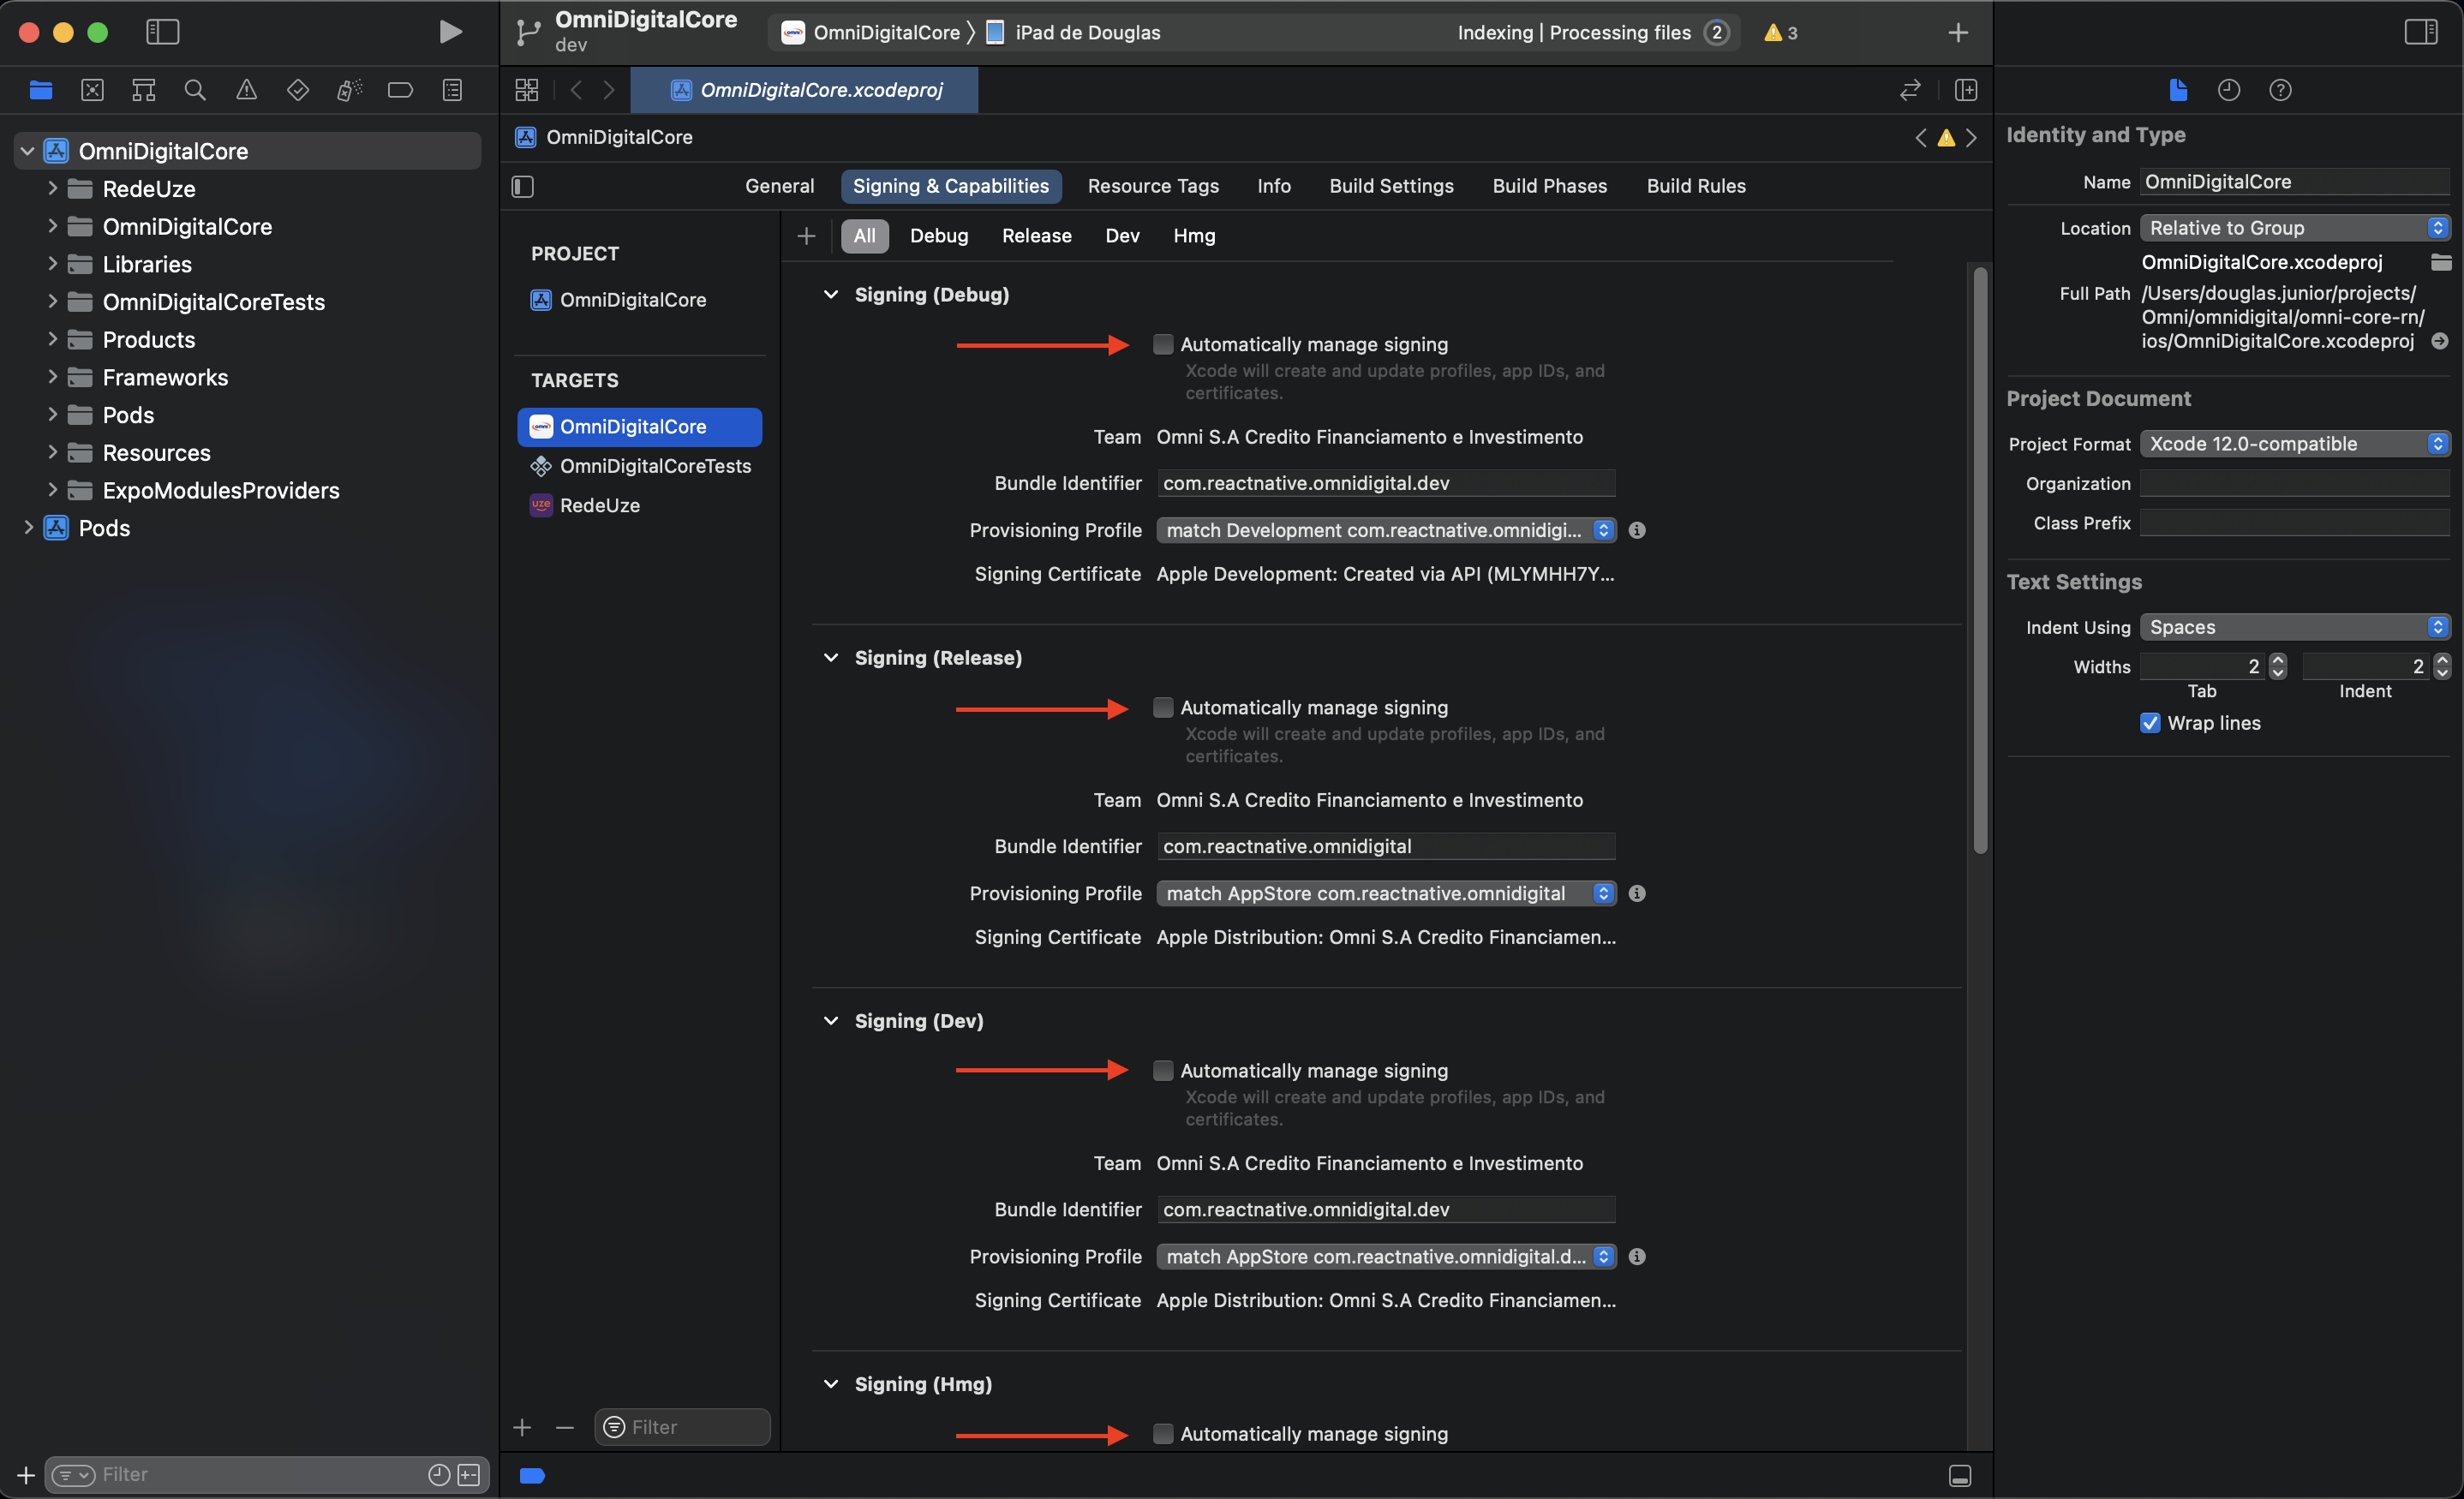 OmniDigitalCore
dev
OmniDigitalCore
iPad de Douglas
Indexing | Processing files
2
3
OmniDigitalCore.xcodeproj
OmniDigitalCore
RedeUze
OmniDigitalCore
Libraries
OmniDigitalCoreTests
Products
Frameworks
Pods
Resources
ExpoModulesProviders
Pods
Filter
OmniDigitalCore
General
Signing & Capabilities
Resource Tags
Info
Build Settings
Build Phases
Build Rules
PROJECT
OmniDigitalCore
TARGETS
omni
OmniDigitalCore
OmniDigitalCoreTests
uze
RedeUze
Filter
All
Debug
Release
Dev
Hmg
Signing (Debug)
Automatically manage signing
Xcode will create and update profiles, app IDs, and
certificates.
Team Omni S.A Credito Financiamento e Investimento
Bundle Identifier com.reactnative.omnidigital.dev
Provisioning Profile match Development com.reactnative.omnidigi...
Signing Certificate Apple Development: Created via API (MLYMHH7Y...
Signing (Release)
Automatically manage signing
Xcode will create and update profiles, app IDs, and
certificates.
Team Omni S.A Credito Financiamento e Investimento
Bundle Identifier com.reactnative.omnidigital
Provisioning Profile match AppStore com.reactnative.omnidigital
Signing Certificate Apple Distribution: Omni S.A Credito Financiamen...
Signing (Dev)
Automatically manage signing
Xcode will create and update profiles, app IDs, and
certificates.
Team Omni S.A Credito Financiamento e Investimento
Bundle Identifier com.reactnative.omnidigital.dev
Provisioning Profile match AppStore com.reactnative.omnidigital.d...
Signing Certificate Apple Distribution: Omni S.A Credito Financiamen...
Signing (Hmg)
Automatically manage signing
Identity and Type
Name OmniDigitalCore
Location Relative to Group
OmniDigitalCore.xcodeproj
Full Path /Users/douglas.junior/projects/
Omni/omnidigital/omni-core-rn/
ios/OmniDigitalCore.xcodeproj
Project Document
Project Format Xcode 12.0-compatible
Organization
Class Prefix
Text Settings
Indent Using Spaces
Widths 2 2
Tab Indent
Wrap lines